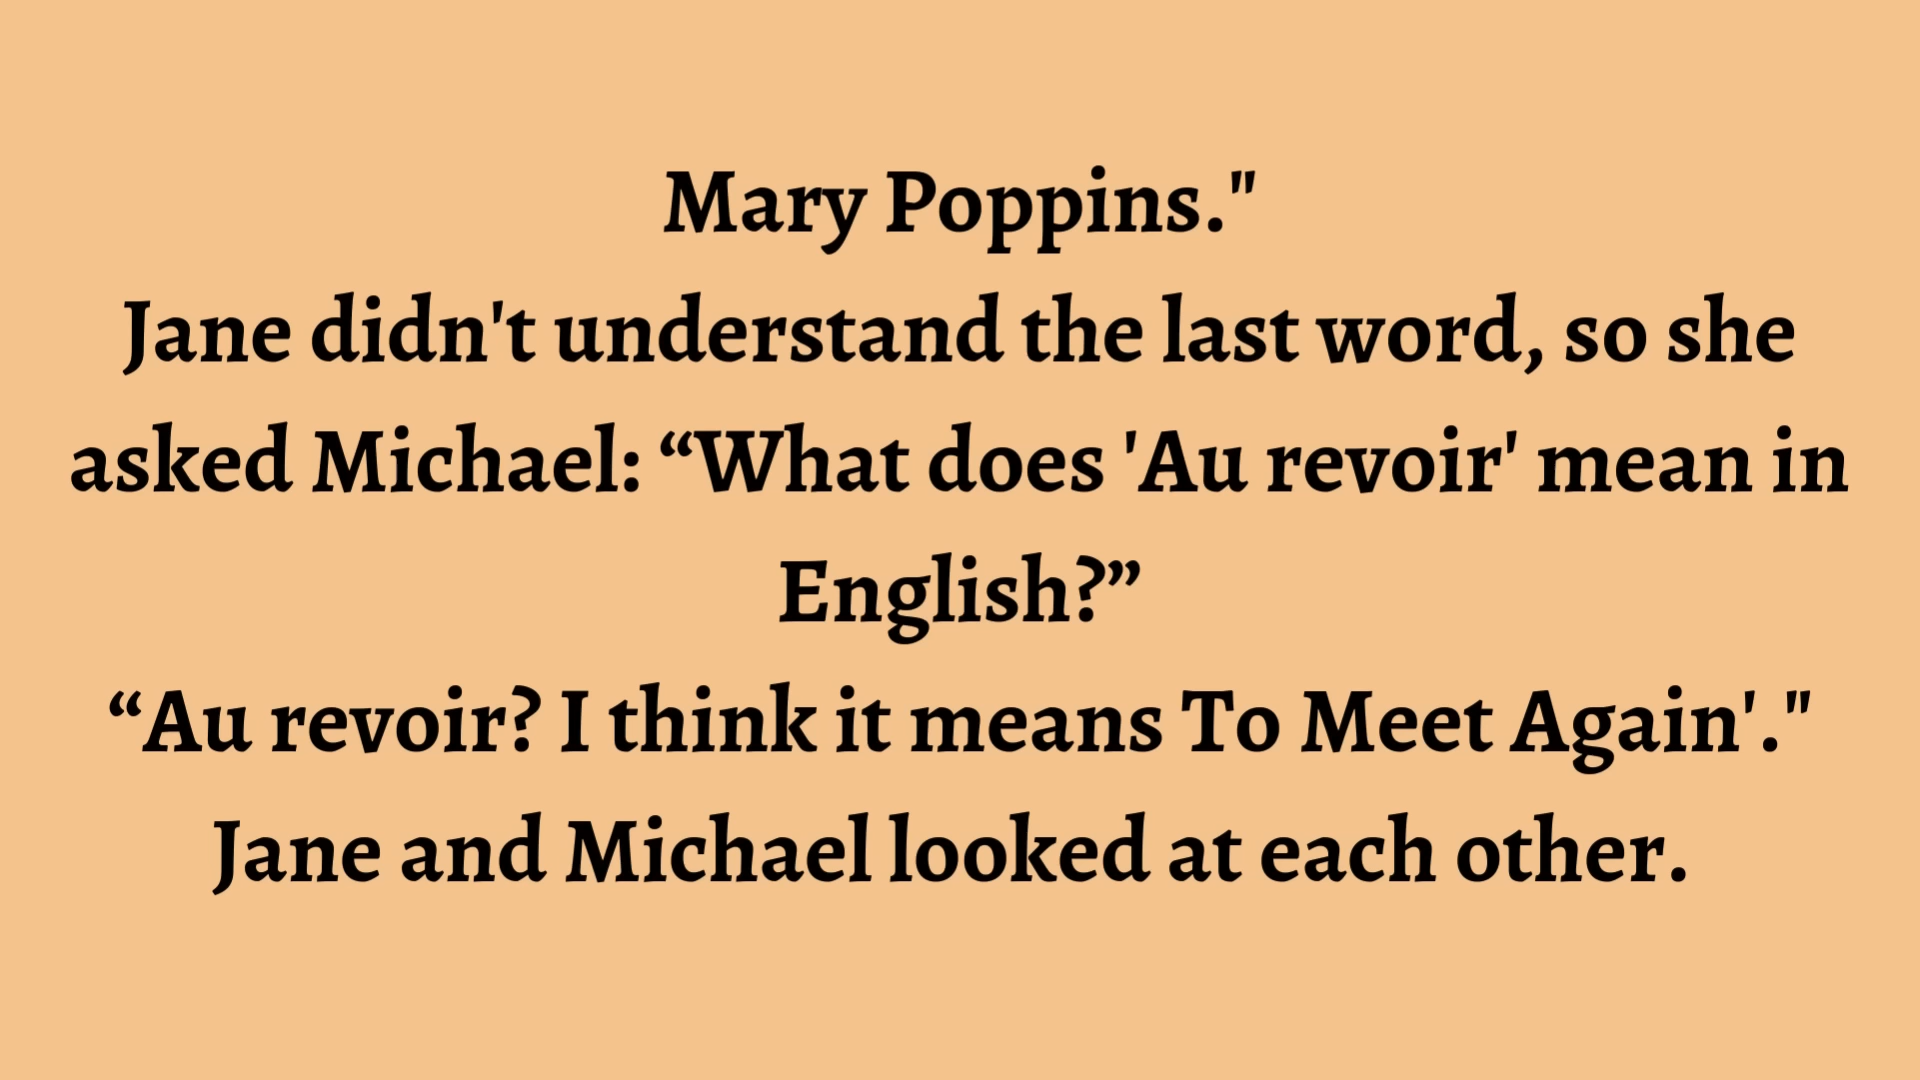 Mary Poppins."
Jane didn't understand the last word, so she
asked Michael: “What does 'Au revoir' mean in
English?”
“Au revoir? I think it means To Meet Again'."
Jane and Michael looked at each other.